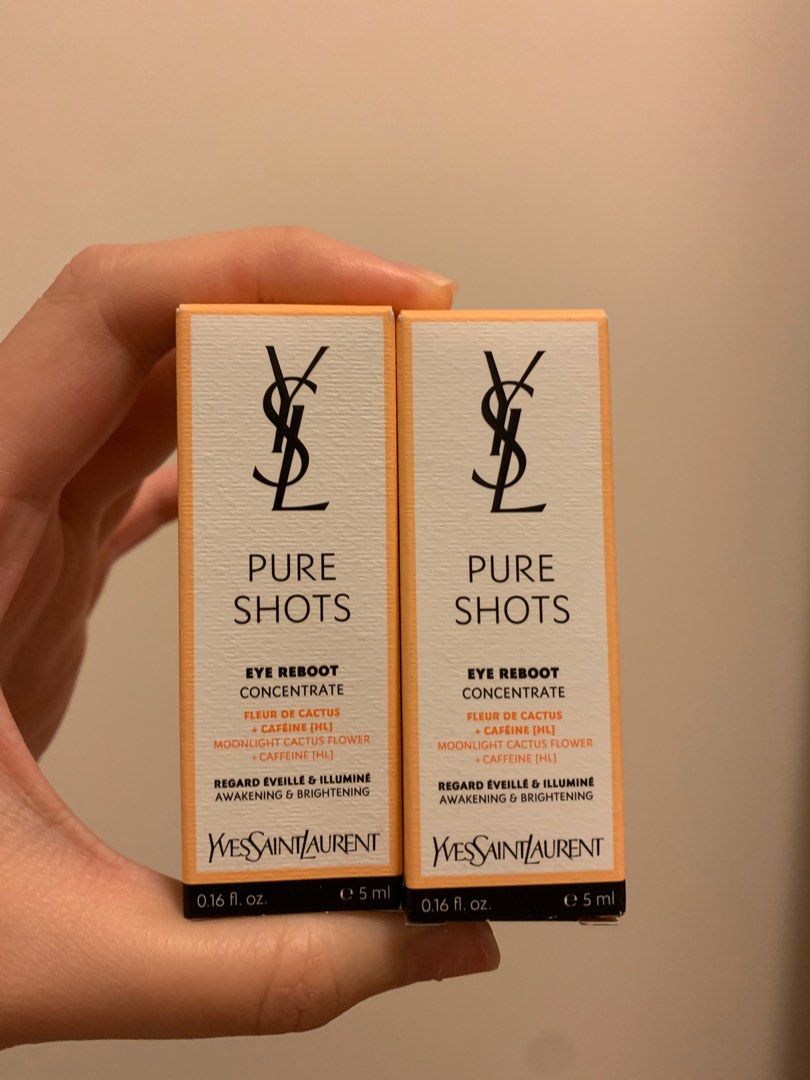 YSL
PURE
SHOTS
EYE REBOOT
CONCENTRATE
FLEUR DE CACTUS
+ CAFÉINE [HL]
MOONLIGHT CACTUS FLOWER
+ CAFFEINE [HL]
REGARD ÉVEILLÉ & ILLUMINÉ
AWAKENING & BRIGHTENING
YVESSAINTLAURENT
0.16 fl. oz. ℮ 5 ml
YSL
PURE
SHOTS
EYE REBOOT
CONCENTRATE
FLEUR DE CACTUS
+ CAFÉINE [HL]
MOONLIGHT CACTUS FLOWER
+ CAFFEINE [HL]
REGARD ÉVEILLÉ & ILLUMINÉ
AWAKENING & BRIGHTENING
YVESSAINTLAURENT
0.16 fl. oz. ℮ 5 ml